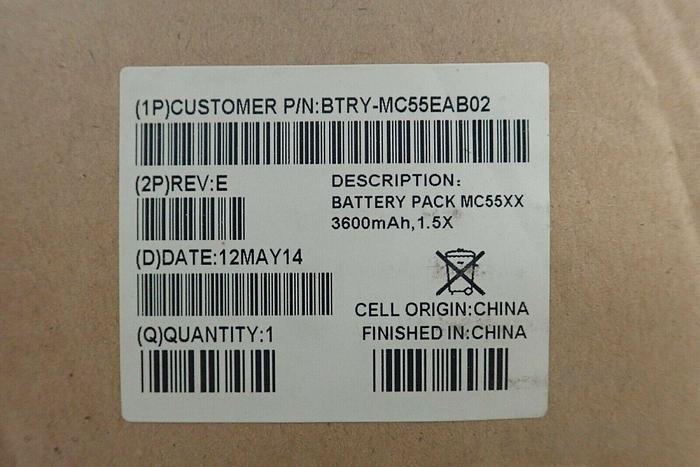 (1P)CUSTOMER P/N:BTRY-MC55EAB02
(2P)REV:E
DESCRIPTION:
BATTERY PACK MC55XX
3600mAh,1.5X
(D)DATE:12MAY14
CELL ORIGIN:CHINA
(Q)QUANTITY:1
FINISHED IN:CHINA